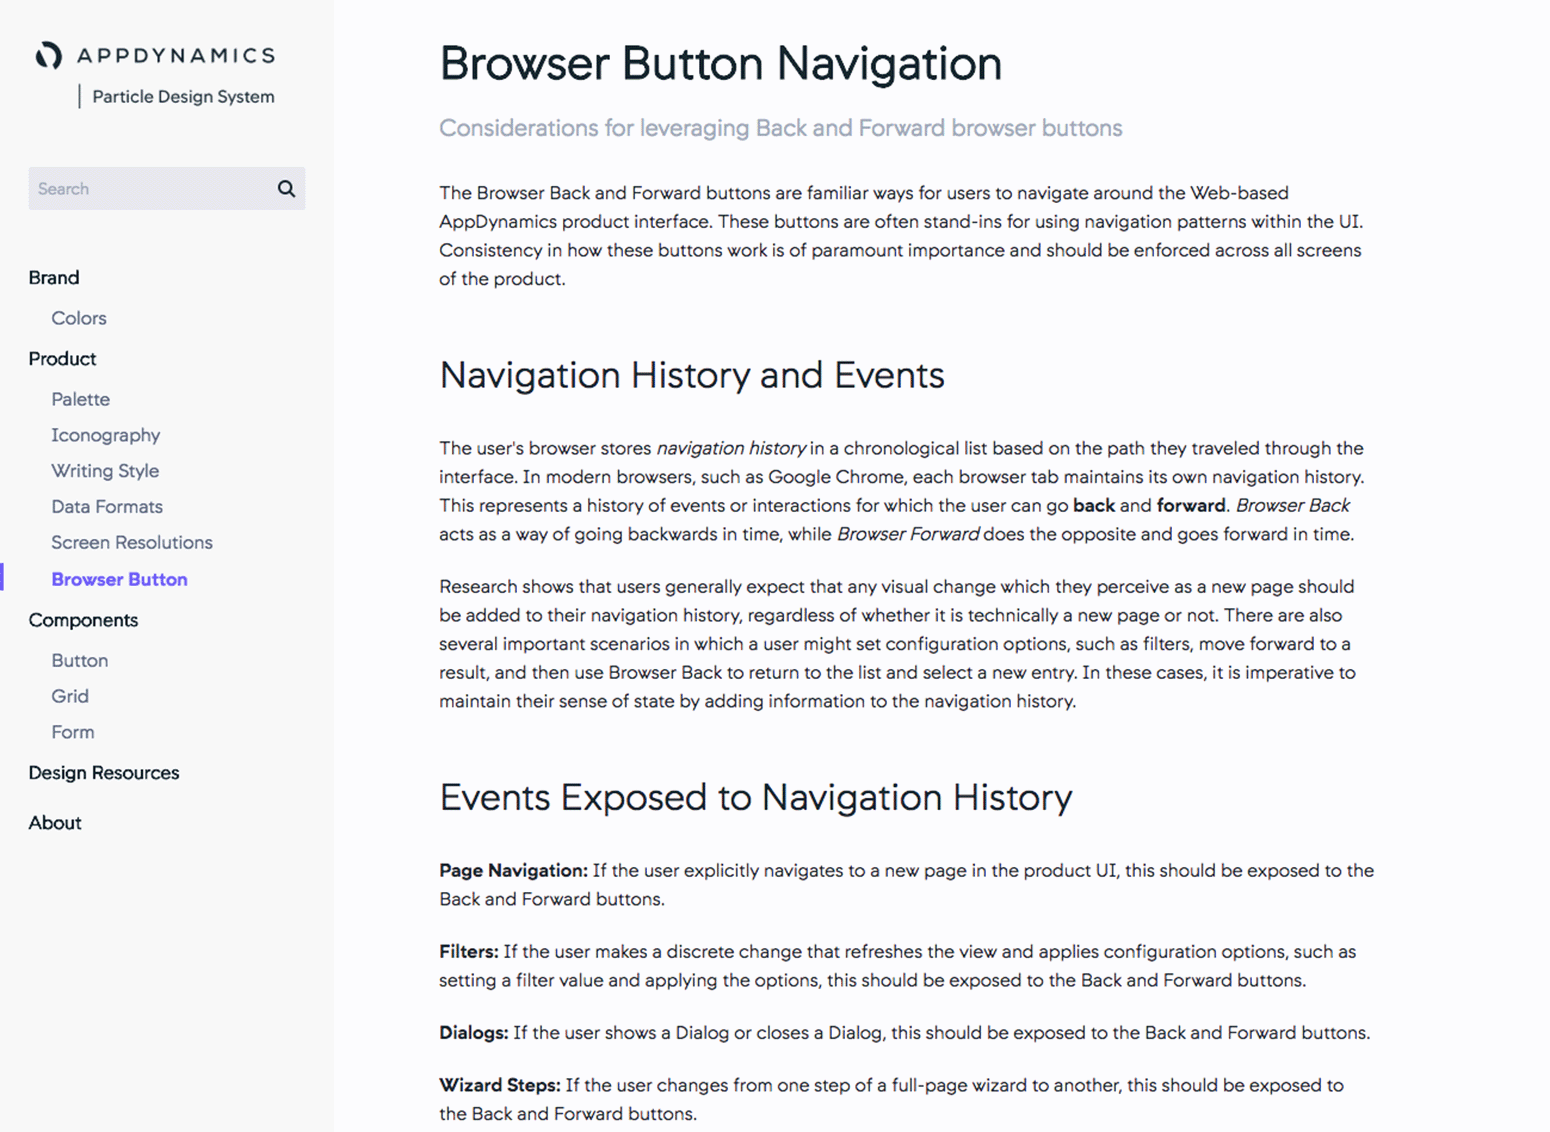 APPDYNAMICS
Particle Design System
Search
Brand
Colors
Product
Palette
Iconography
Writing Style
Data Formats
Screen Resolutions
Browser Button
Components
Button
Grid
Form
Design Resources
About
Browser Button Navigation
Considerations for leveraging Back and Forward browser buttons
The Browser Back and Forward buttons are familiar ways for users to navigate around the Web-based
AppDynamics product interface. These buttons are often stand-ins for using navigation patterns within the UI.
Consistency in how these buttons work is of paramount importance and should be enforced across all screens
of the product.
Navigation History and Events
The user's browser stores navigation history in a chronological list based on the path they traveled through the
interface. In modern browsers, such as Google Chrome, each browser tab maintains its own navigation history.
This represents a history of events or interactions for which the user can go back and forward. Browser Back
acts as a way of going backwards in time, while Browser Forward does the opposite and goes forward in time.
Research shows that users generally expect that any visual change which they perceive as a new page should
be added to their navigation history, regardless of whether it is technically a new page or not. There are also
several important scenarios in which a user might set configuration options, such as filters, move forward to a
result, and then use Browser Back to return to the list and select a new entry. In these cases, it is imperative to
maintain their sense of state by adding information to the navigation history.
Events Exposed to Navigation History
Page Navigation: If the user explicitly navigates to a new page in the product UI, this should be exposed to the
Back and Forward buttons.
Filters: If the user makes a discrete change that refreshes the view and applies configuration options, such as
setting a filter value and applying the options, this should be exposed to the Back and Forward buttons.
Dialogs: If the user shows a Dialog or closes a Dialog, this should be exposed to the Back and Forward buttons.
Wizard Steps: If the user changes from one step of a full-page wizard to another, this should be exposed to
the Back and Forward buttons.